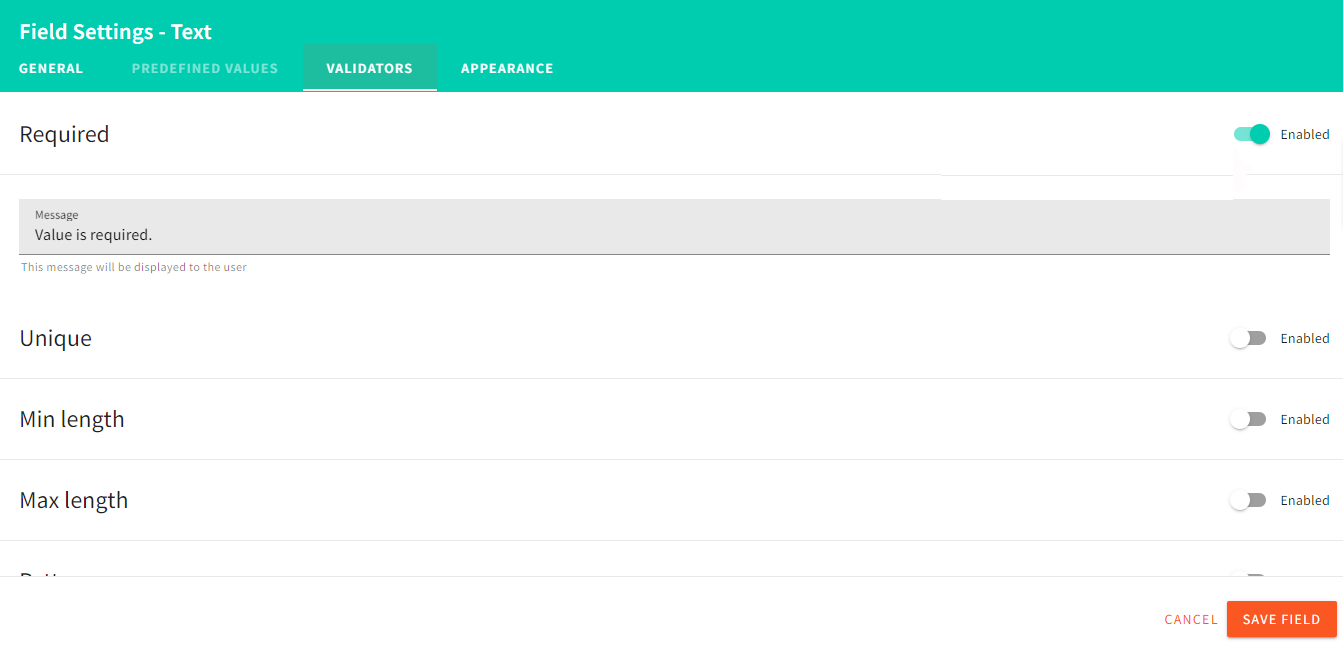 Field Settings - Text
GENERAL PREDEFINED VALUES VALIDATORS APPEARANCE
Required Enabled
Message
Value is required.
This message will be displayed to the user
Unique Enabled
Min length Enabled
Max length Enabled
CANCEL SAVE FIELD